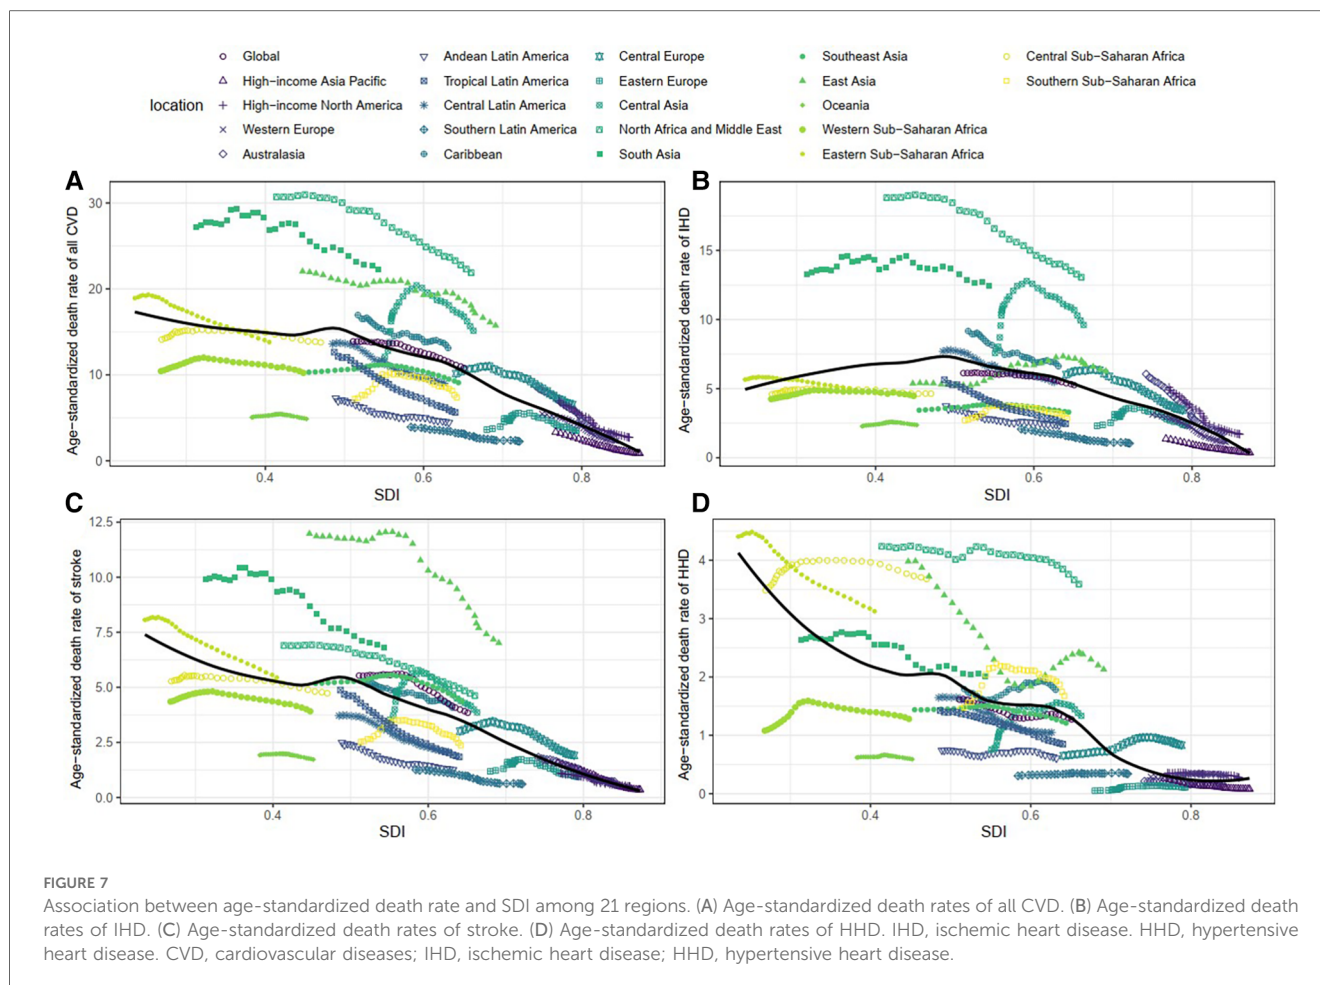 Global
High-income Asia Pacific
High-income North America
Western Europe
Australasia
location
Andean Latin America
Tropical Latin America
Central Latin America
Southern Latin America
Caribbean
Central Europe
Eastern Europe
Central Asia
North Africa and Middle East
South Asia
Southeast Asia
East Asia
Oceania
Western Sub-Saharan Africa
Eastern Sub-Saharan Africa
Central Sub-Saharan Africa
Southern Sub-Saharan Africa
A
Age-standardized death rate of all CVD
30
20
10
0
0.4 0.6 0.8
SDI
B
Age-standardized death rate of IHD
15
10
5
0
0.4 0.6 0.8
SDI
C
Age-standardized death rate of stroke
12.5
10.0
7.5
5.0
2.5
0.0
0.4 0.6 0.8
SDI
D
Age-standardized death rate of HHD
4
3
2
1
0
0.4 0.6 0.8
SDI
FIGURE 7
Association between age-standardized death rate and SDI among 21 regions. (A) Age-standardized death rates of all CVD. (B) Age-standardized death
rates of IHD. (C) Age-standardized death rates of stroke. (D) Age-standardized death rates of HHD. IHD, ischemic heart disease. HHD, hypertensive
heart disease. CVD, cardiovascular diseases; IHD, ischemic heart disease; HHD, hypertensive heart disease.